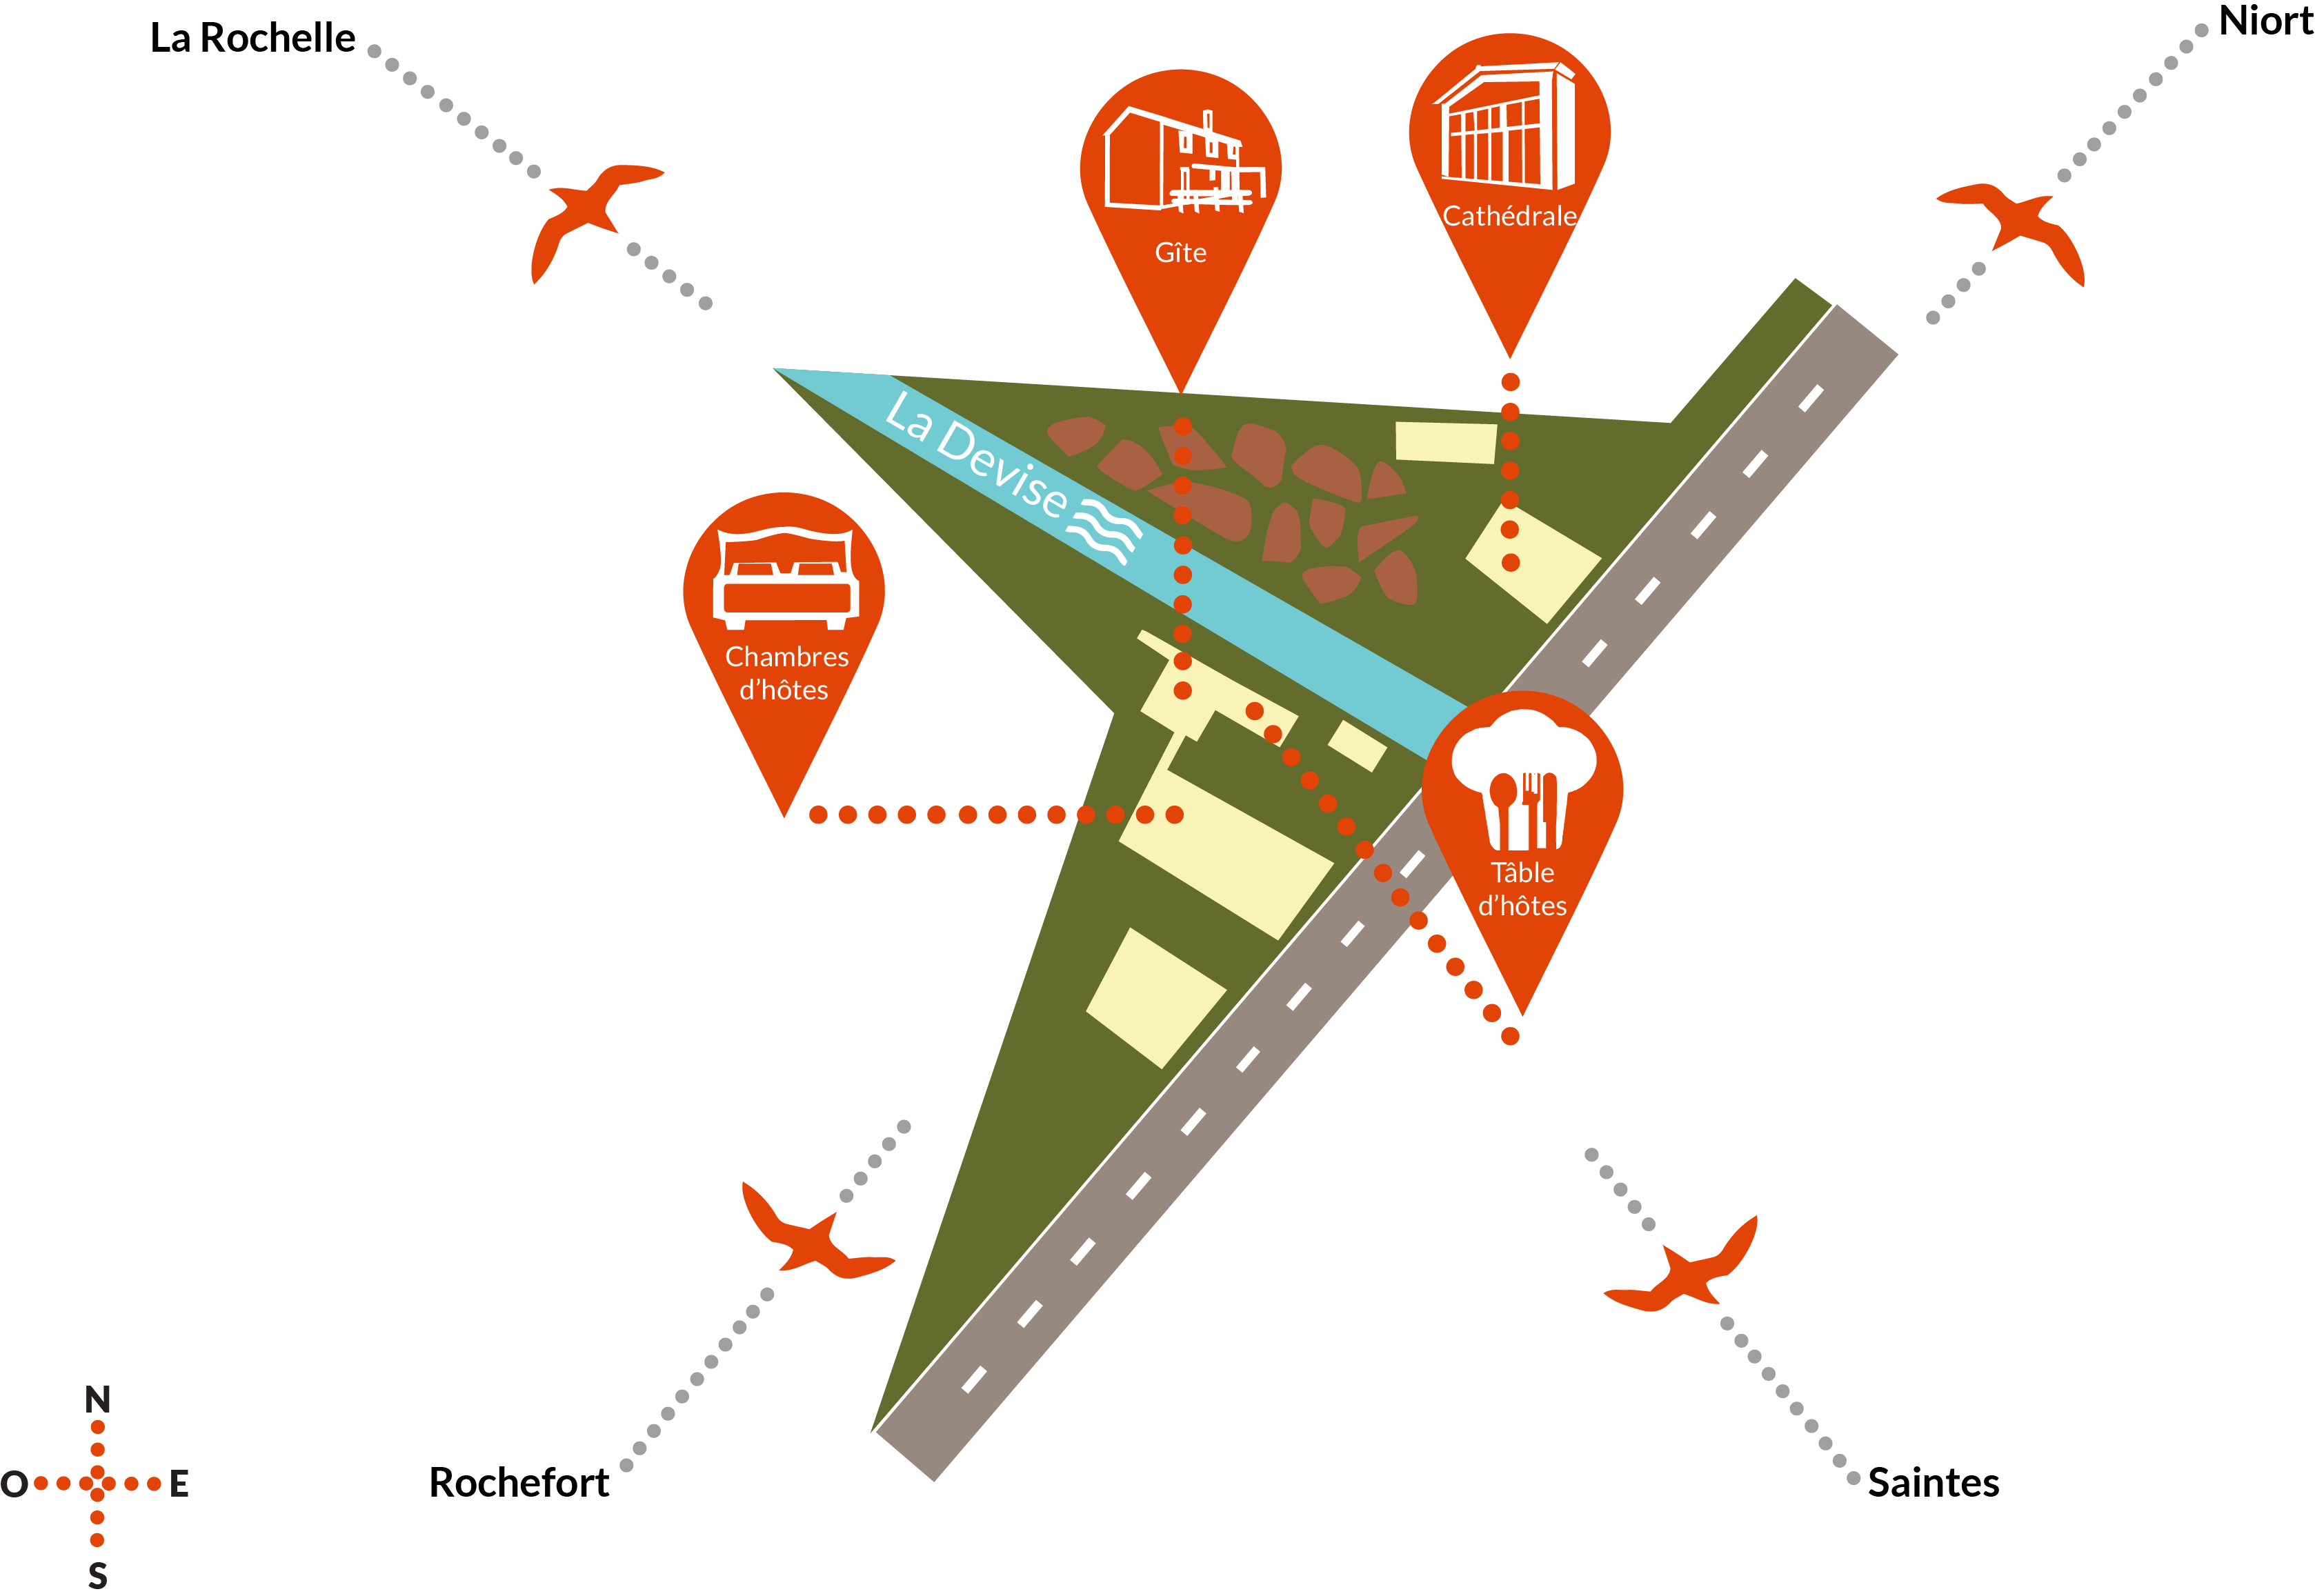 La Rochelle
Niort
Gîte
Cathédrale
La Devise
Chambres
d'hôtes
Tâble
d'hôtes
Rochefort
Saintes
N
O
E
S